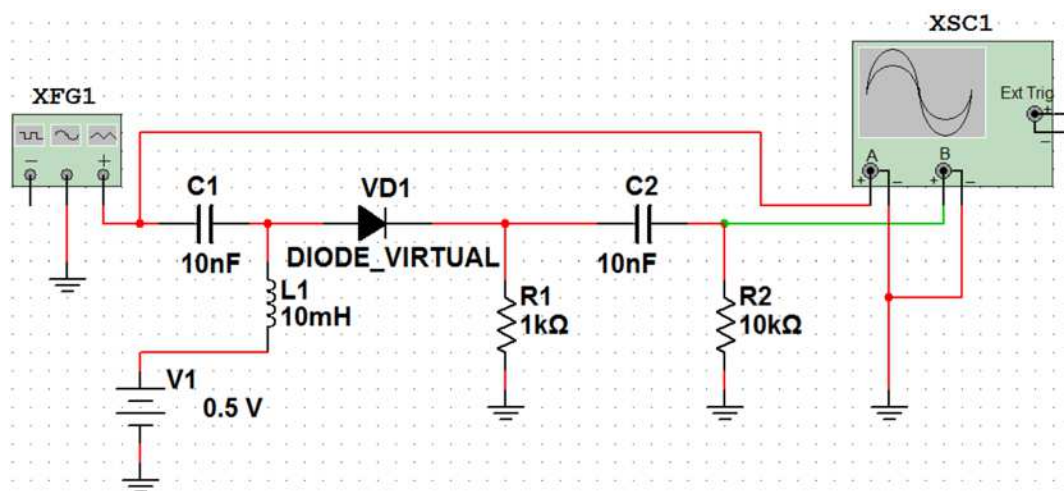 XSC1
XFG1
Ext Trig
+
−
− +
A B
+ − + −
C1
VD1
C2
10nF
DIODE_VIRTUAL
10nF
L1
10mH
R1
1kΩ
R2
10kΩ
V1
0.5 V